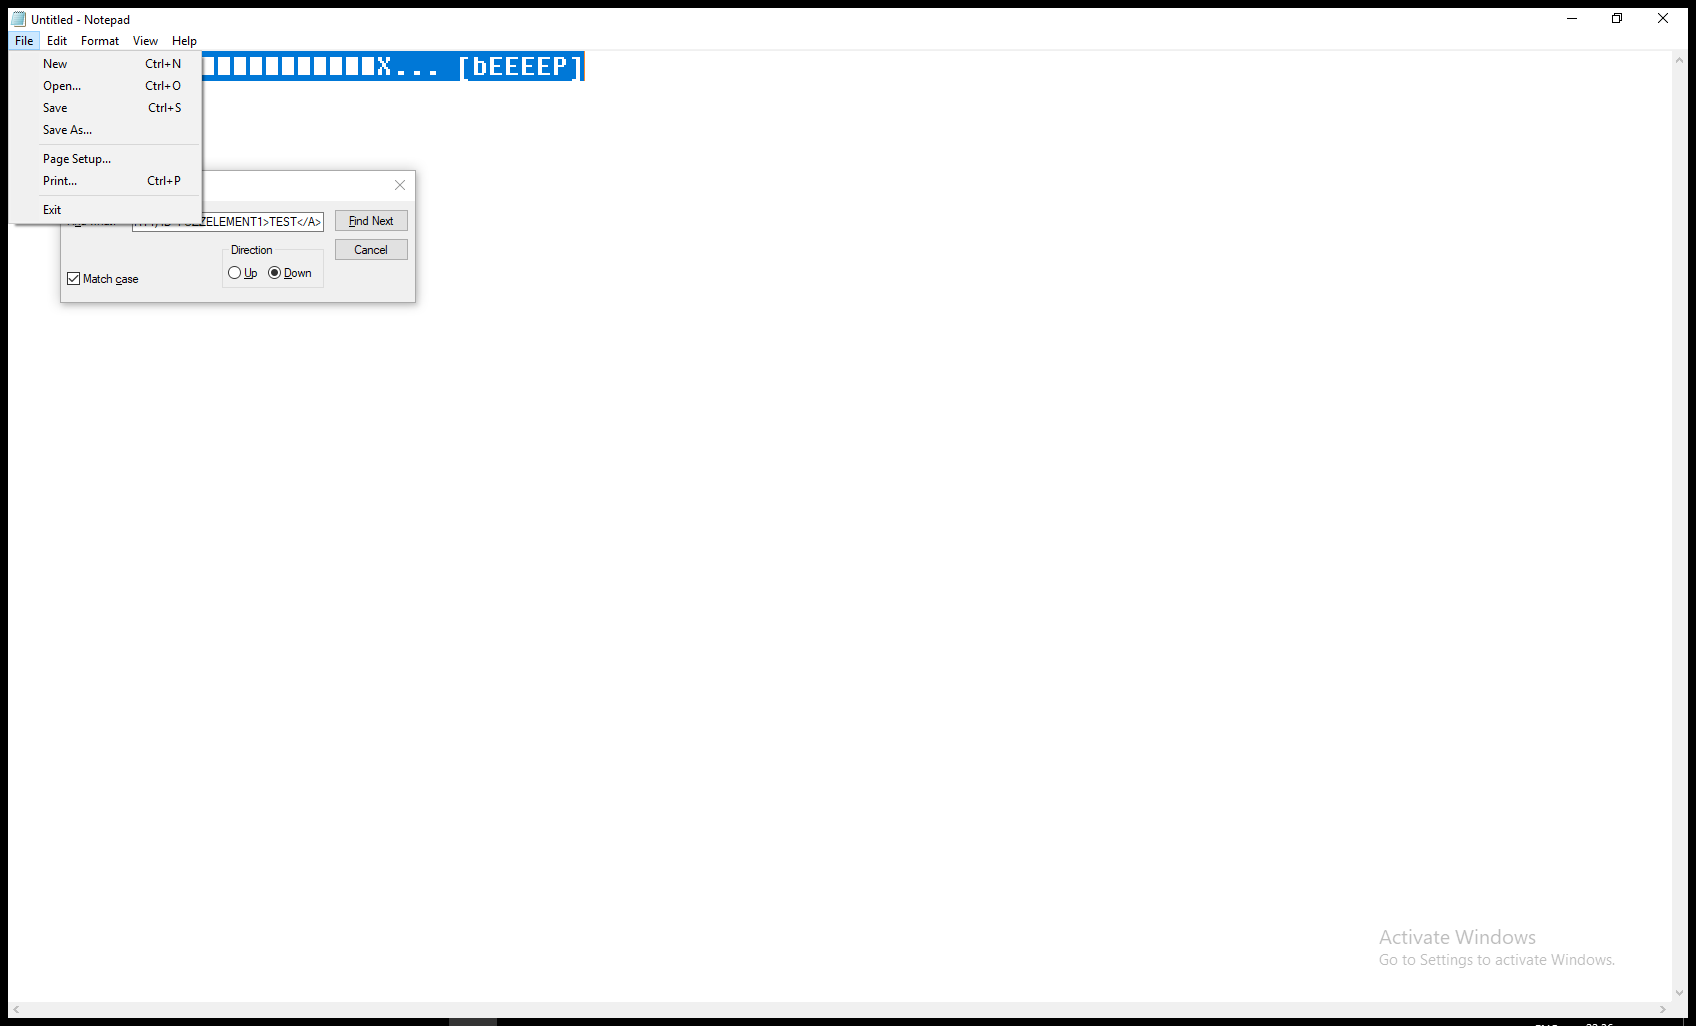 Untitled - Notepad
File Edit Format View Help
New Ctrl+N
Open... Ctrl+O
Save Ctrl+S
Save As...
Page Setup...
Print... Ctrl+P
Exit
X... [bEEEEP]
ZELEMENT1>TEST</A>
Find Next
Cancel
Direction
Up Down
Match case
Activate Windows
Go to Settings to activate Windows.